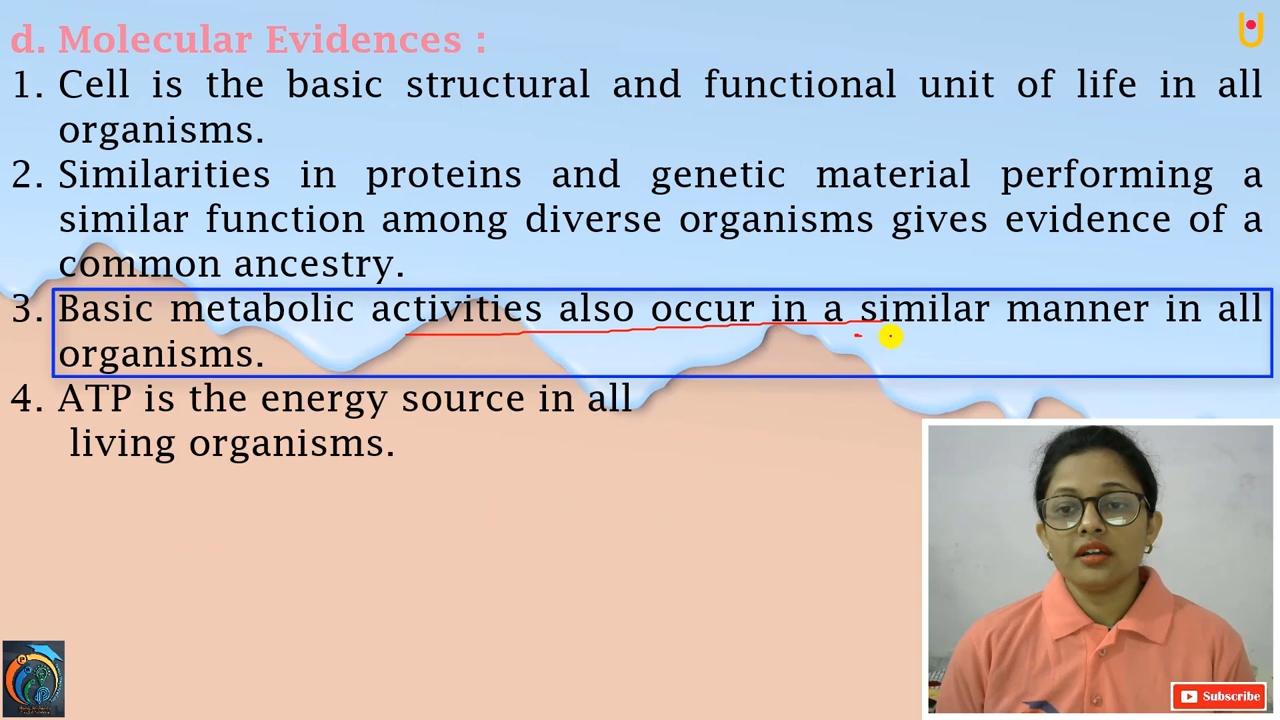 d. Molecular Evidences :
1. Cell is the basic structural and functional unit of life in all
organisms.
2. Similarities in proteins and genetic material performing a
similar function among diverse organisms gives evidence of a
common ancestry.
3. Basic metabolic activities also occur in a similar manner in all
organisms.
4. ATP is the energy source in all
living organisms.
Subscribe